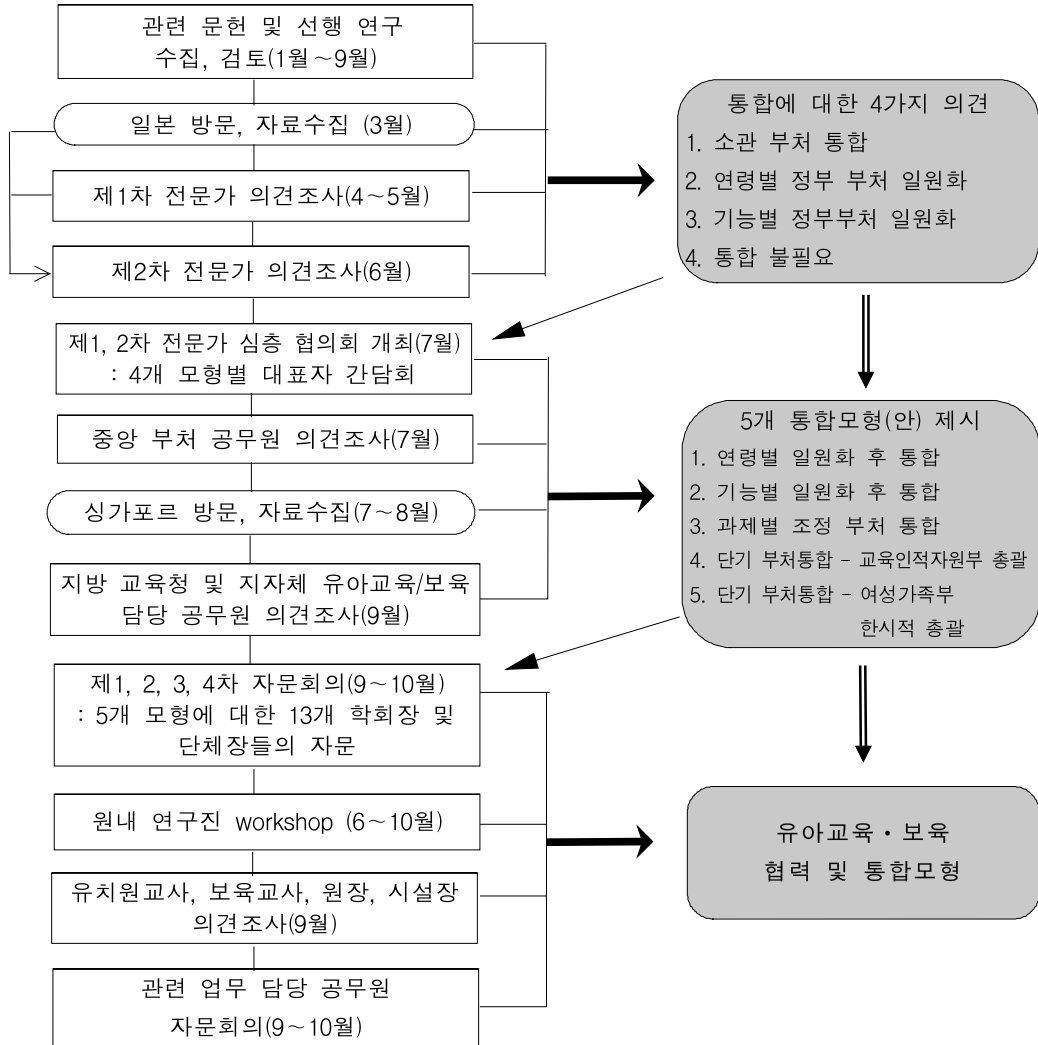 관련 문헌 및 선행 연구
수집, 검토(1월~9월)
일본 방문, 자료수집 (3월)
제1차 전문가 의견조사(4~5월)
제2차 전문가 의견조사(6월)
통합에 대한 4가지 의견
1. 소관 부처 통합
2. 연령별 정부 부처 일원화
3. 기능별 정부부처 일원화
4. 통합 불필요
제1, 2차 전문가 심층 협의회 개최(7월)
: 4개 모형별 대표자 간담회
중앙 부처 공무원 의견조사(7월)
싱가포르 방문, 자료수집(7~8월)
지방 교육청 및 지자체 유아교육/보육
담당 공무원 의견조사(9월)
5개 통합모형(안) 제시
1. 연령별 일원화 후 통합
2. 기능별 일원화 후 통합
3. 과제별 조정 부처 통합
4. 단기 부처통합 - 교육인적자원부 총괄
5. 단기 부처통합 - 여성가족부
한시적 총괄
제1, 2, 3, 4차 자문회의(9~10월)
: 5개 모형에 대한 13개 학회장 및
단체장들의 자문
원내 연구진 workshop (6~10월)
유치원교사, 보육교사, 원장, 시설장
의견조사(9월)
관련 업무 담당 공무원
자문회의(9~10월)
유아교육・보육
협력 및 통합모형